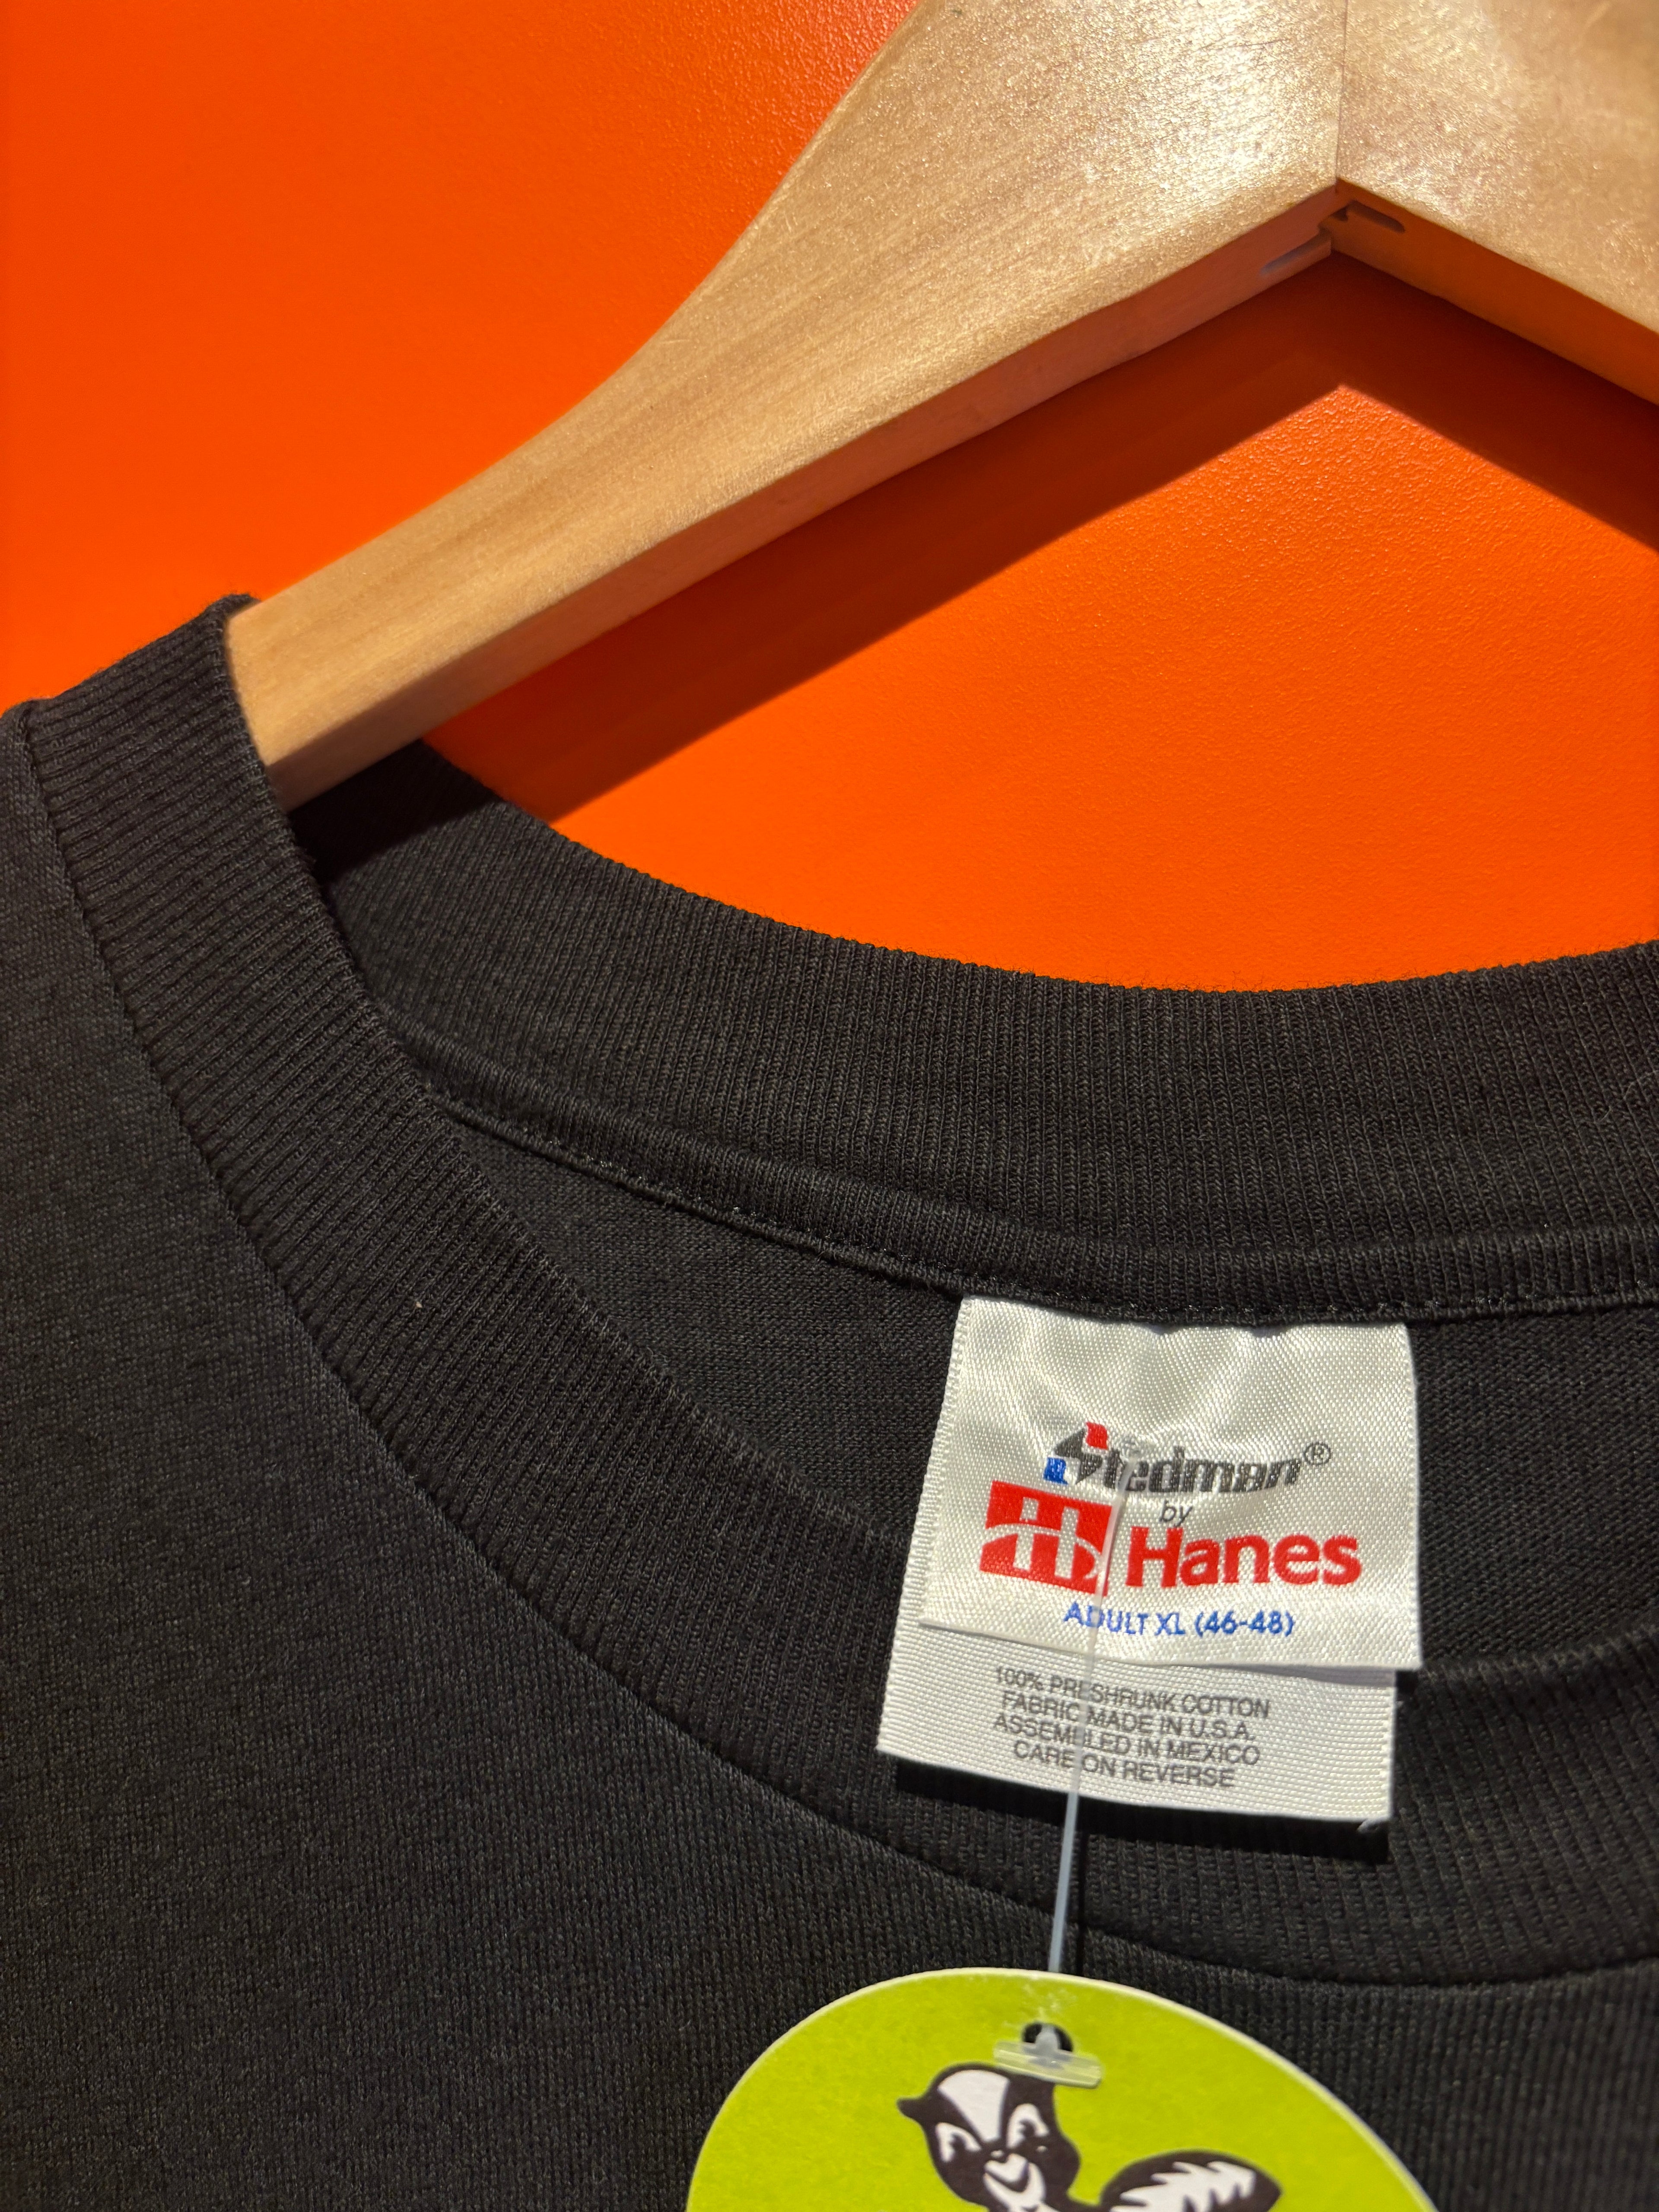 Stedman®
by
Hanes
ADULT XL (46-48)
100% PRESHRUNK COTTON
FABRIC MADE IN U.S.A.
ASSEMBLED IN MEXICO
CARE ON REVERSE